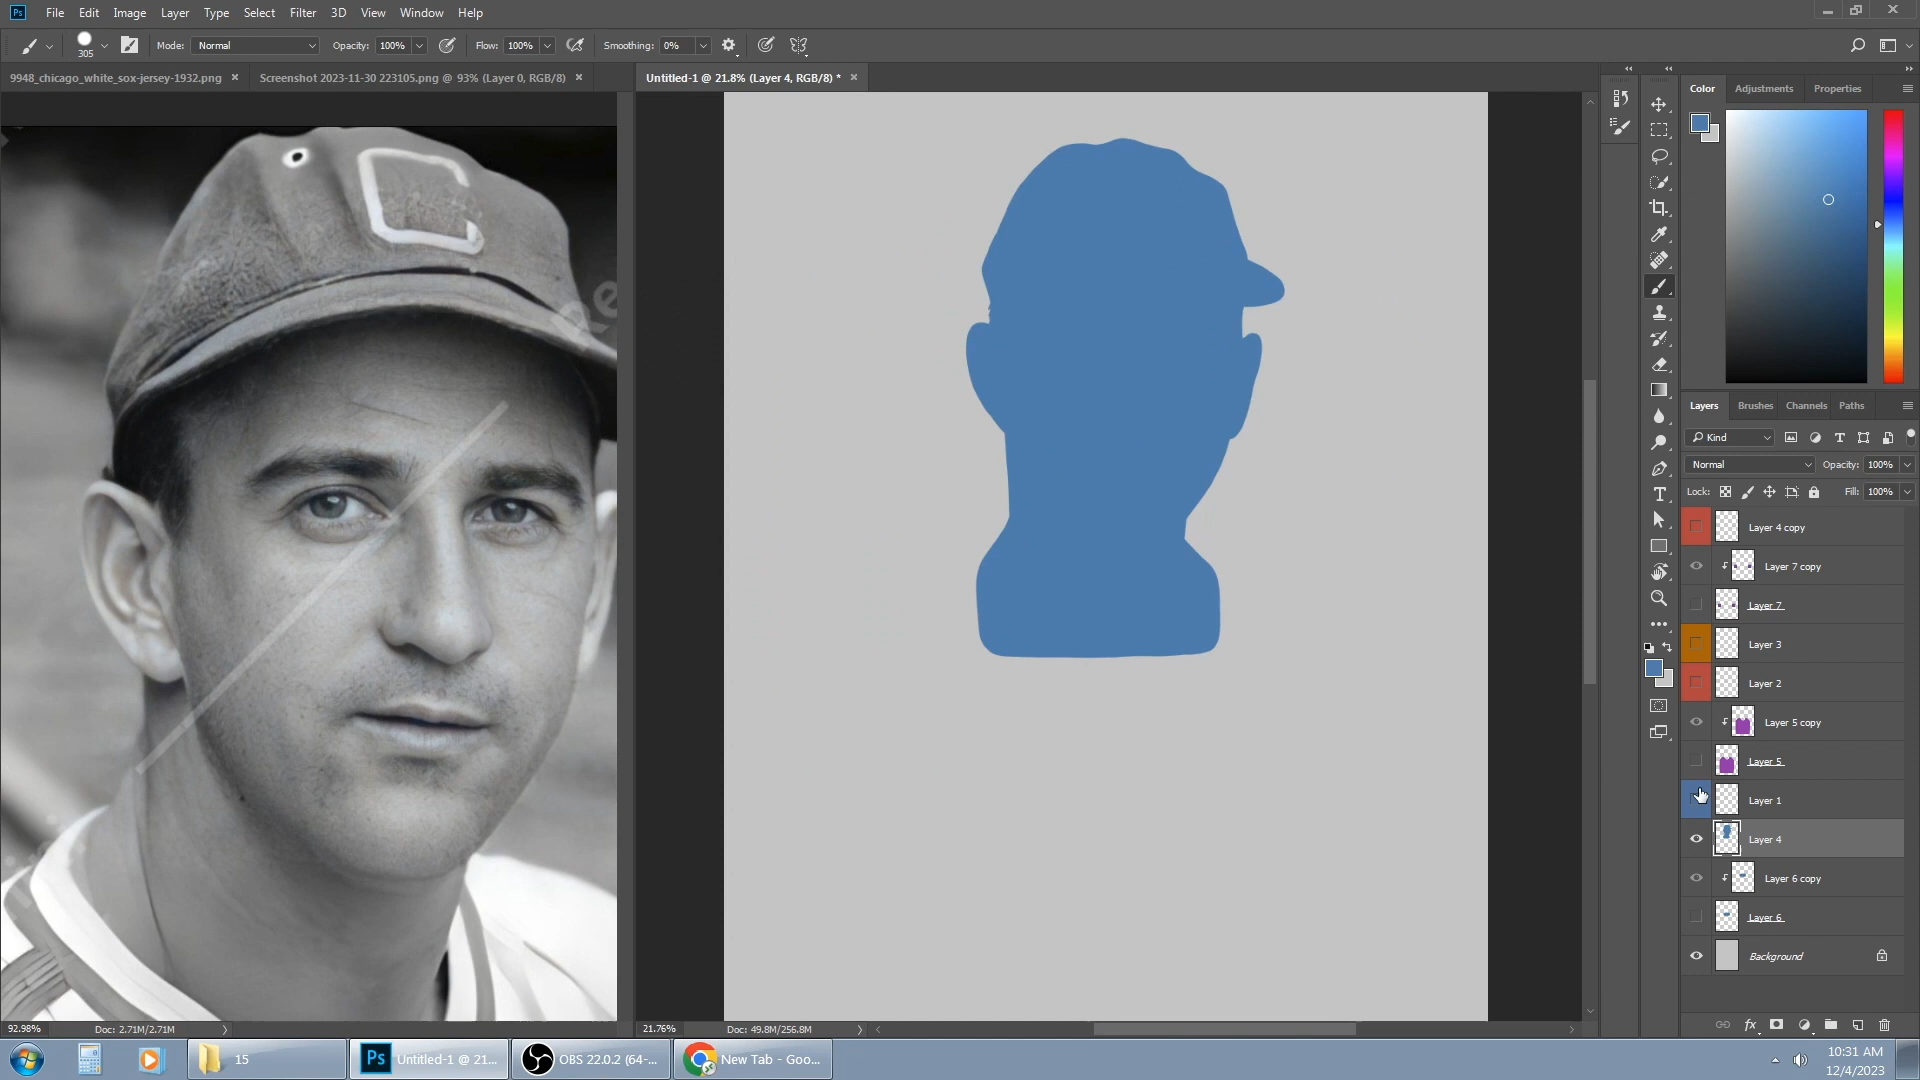 Ps File Edit Image Layer Type Select Filter 3D View Window Help
305 Mode: Normal Opacity: 100% Flow: 100% Smoothing: 0%
9948_chicago_white_sox-jersey-1932.png × Screenshot 2023-11-30 223105.png @ 93% (Layer 0, RGB/8) × Untitled-1 @ 21.8% (Layer 4, RGB/8) * ×
Color Adjustments Properties
C
Re
Layers Brushes Channels Paths
Kind
Normal Opacity: 100%
Lock: Fill: 100%
Layer 4 copy
Layer 7 copy
Layer 7
Layer 3
Layer 2
Layer 5 copy
Layer 5
Layer 1
Layer 4
Layer 6 copy
Layer 6
Background
92.98% Doc: 2.71M/2.71M 21.76% Doc: 49.8M/256.8M
15 Ps Untitled-1 @ 21... OBS 22.0.2 (64-... New Tab - Goo...
10:31 AM
12/4/2023